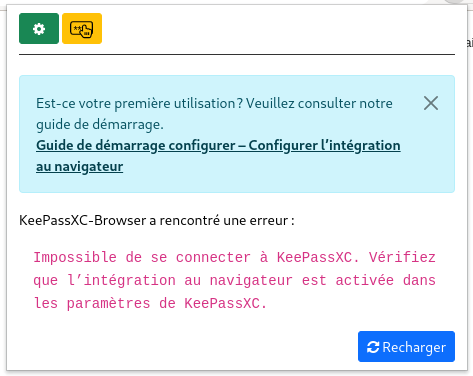 Est-ce votre première utilisation ? Veuillez consulter notre
guide de démarrage.
Guide de démarrage configurer – Configurer l’intégration
au navigateur
KeePassXC-Browser a rencontré une erreur :
Impossible de se connecter à KeePassXC. Vérifiez
que l’intégration au navigateur est activée dans
les paramètres de KeePassXC.
Recharger